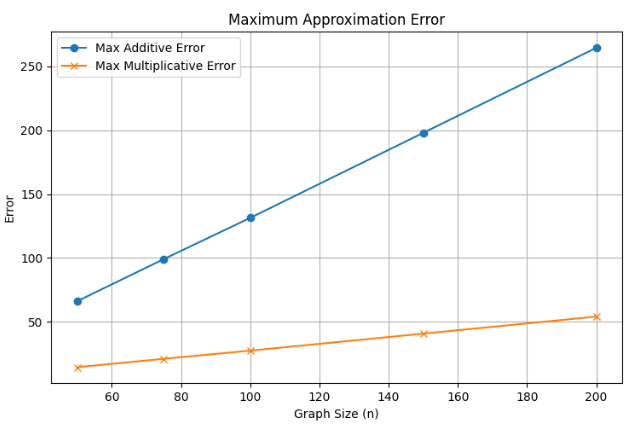 Maximum Approximation Error
Max Additive Error
Max Multiplicative Error
Error
250
200
150
100
50
60 80 100 120 140 160 180 200
Graph Size (n)